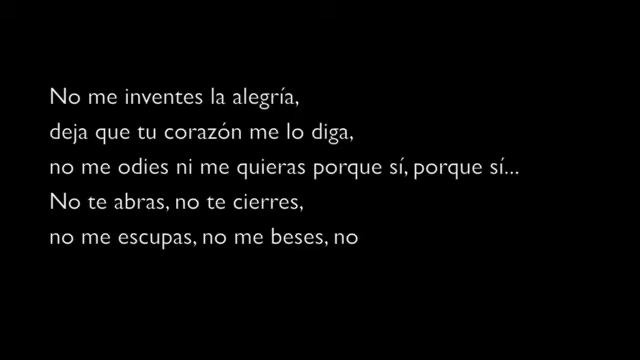 No me inventes la alegría,
deja que tu corazón me lo diga,
no me odies ni me quieras porque sí, porque sí...
No te abras, no te cierres,
no me escupas, no me beses, no